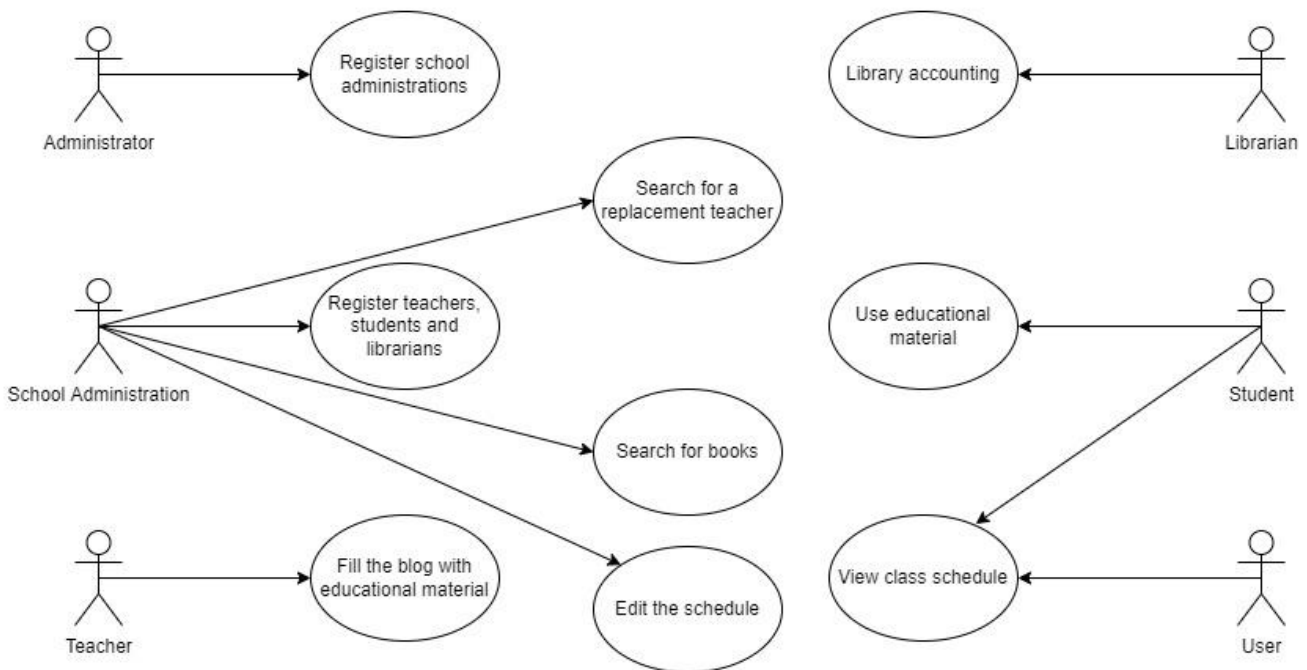 Register school
administrations
Library accounting
Administrator
Librarian
Search for a
replacement teacher
Register teachers,
students and
librarians
Use educational
material
School Administration
Student
Search for books
Fill the blog with
educational material
Edit the schedule
View class schedule
Teacher
User